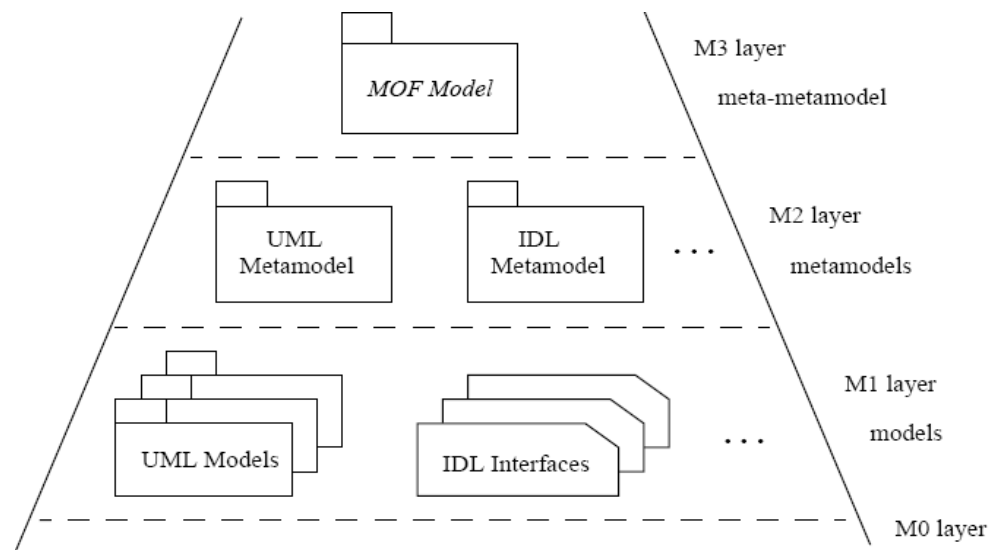 MOF Model
M3 layer
meta-metamodel
UML
Metamodel
IDL
Metamodel
...
M2 layer
metamodels
UML Models
IDL Interfaces
...
M1 layer
models
M0 layer